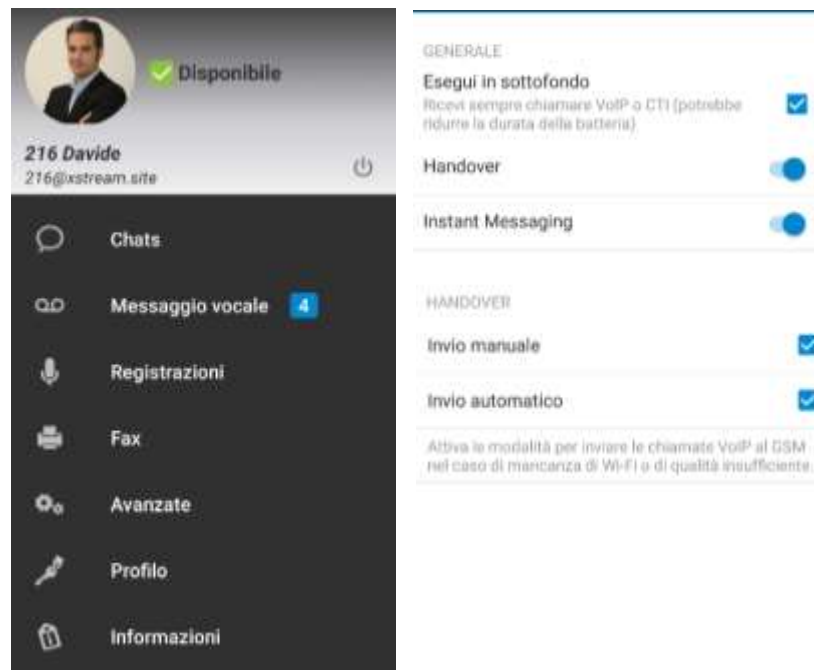 Disponibile
216 Davide
216@xstream.site
Chats
Messaggio vocale 4
Registrazioni
Fax
Avanzate
Profilo
Informazioni
GENERALE
Esegui in sottofondo
Ricevi sempre chiamare VoIP o CTI (potrebbe
ridurre la durata della batteria)
Handover
Instant Messaging
HANDOVER
Invio manuale
Invio automatico
Attiva le modalità per inviare le chiamate VoIP al GSM
nel caso di mancanza di Wi-Fi o di qualità insufficiente.